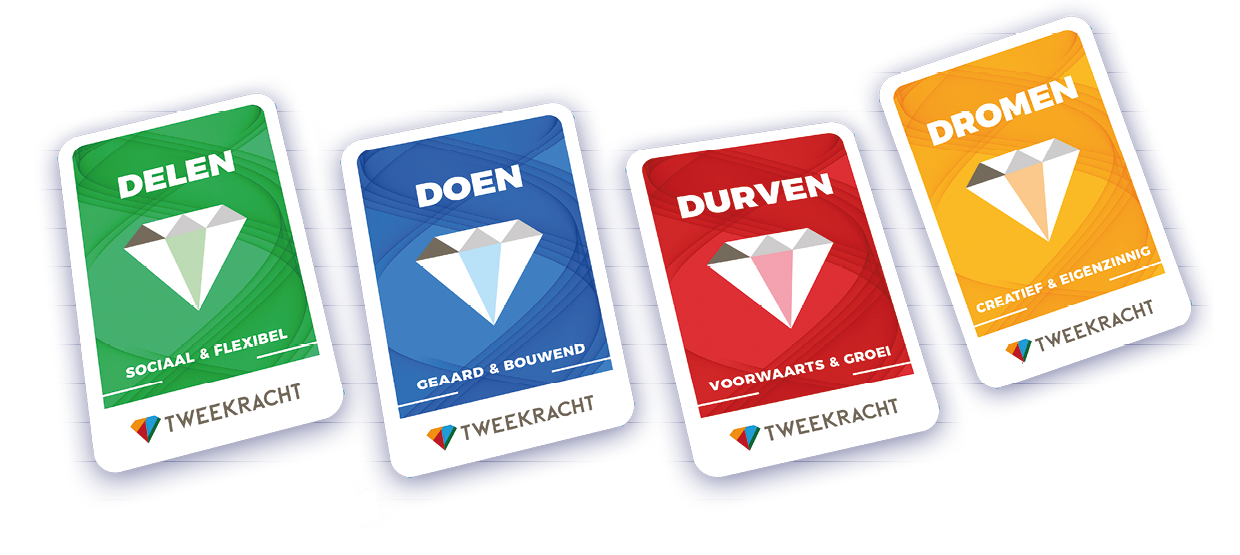 DELEN
SOCIAAL & FLEXIBEL
TWEEKRACHT
DOEN
GEAARD & BOUWEND
TWEEKRACHT
DURVEN
VOORWAARTS & GROEI
TWEEKRACHT
DROMEN
CREATIEF & EIGENZINNIG
TWEEKRACHT